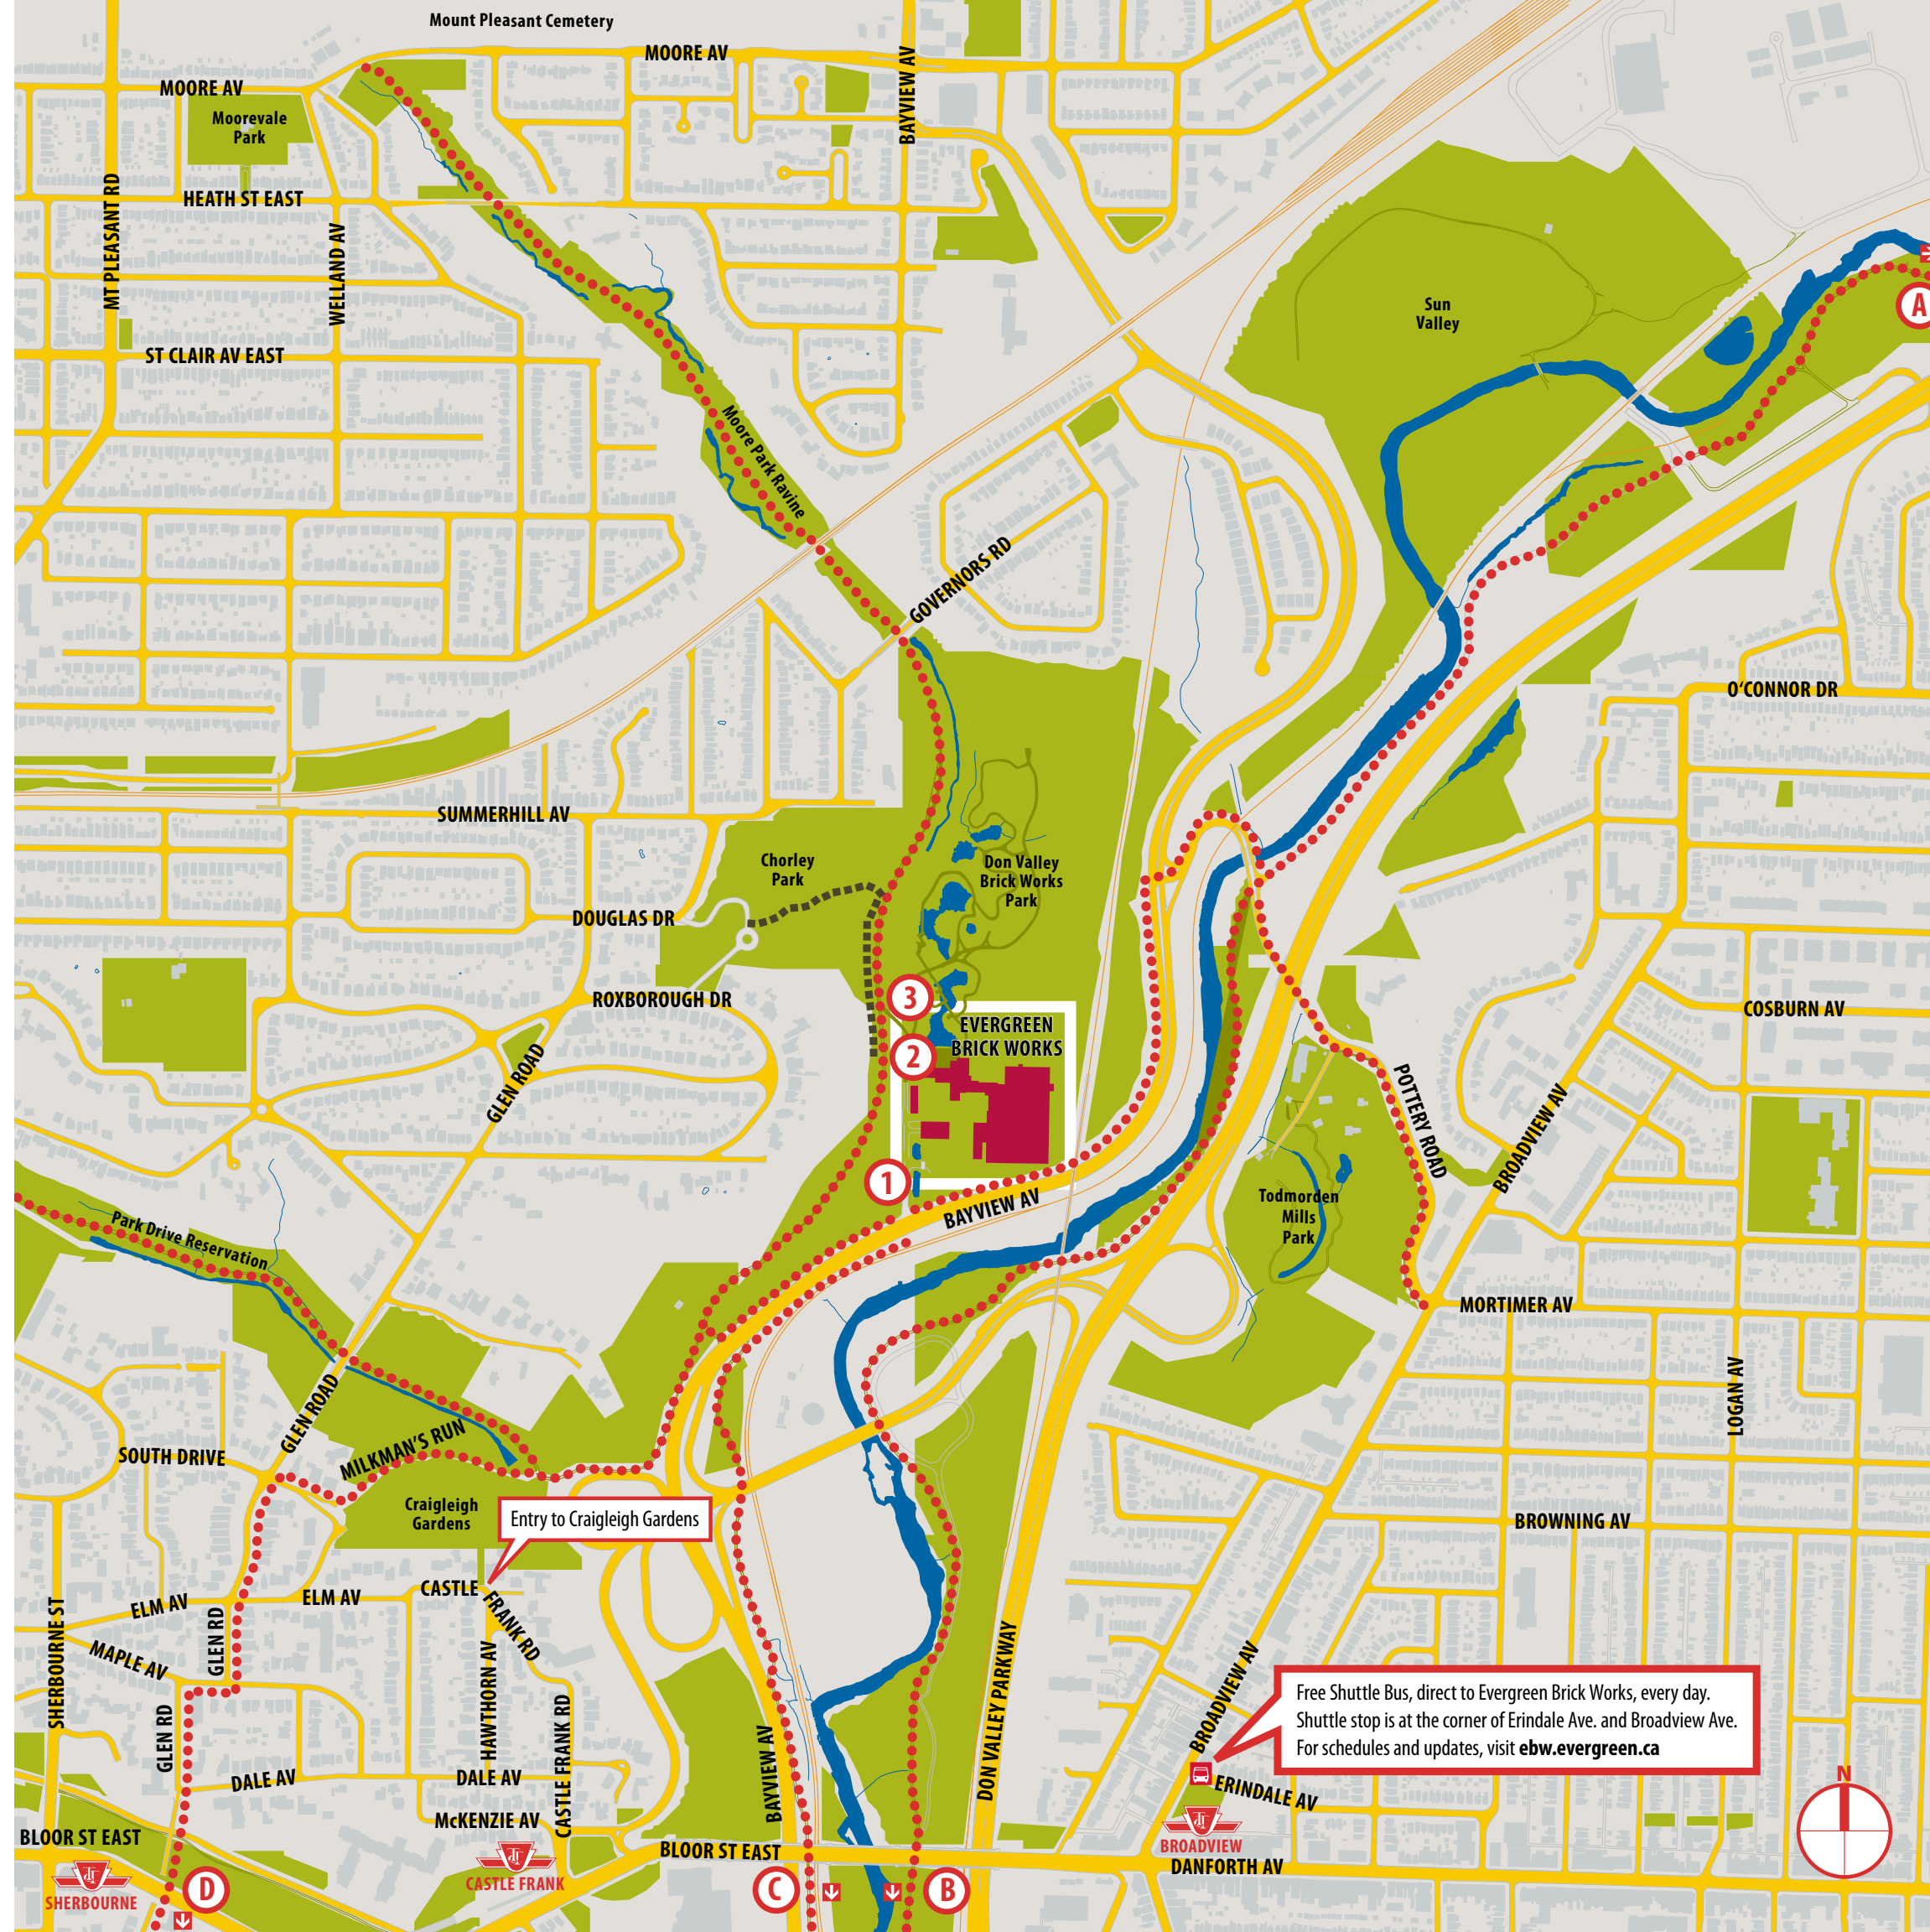 Mount Pleasant Cemetery
MOORE AV
MOORE AV
BAYVIEW AV
Moorevale
Park
HEATH ST EAST
MT PLEASANT RD
WELLAND AV
ST CLAIR AV EAST
Sun
Valley
A
Moore Park Ravine
GOVERNORS RD
O'CONNOR DR
SUMMERHILL AV
Chorley
Park
Don Valley
Brick Works
Park
DOUGLAS DR
ROXBOROUGH DR
3
EVERGREEN
BRICK WORKS
2
COSBURN AV
GLEN ROAD
POTTERY ROAD
BROADVIEW AV
1
BAYVIEW AV
Todmorden
Mills
Park
Park Drive Reservation
MORTIMER AV
LOGAN AV
GLEN ROAD
MILKMAN'S RUN
SOUTH DRIVE
Craigleigh
Gardens
Entry to Craigleigh Gardens
BROWNING AV
CASTLE
FRANK RD
ELM AV
ELM AV
SHERBOURNE ST
GLEN RD
MAPLE AV
HAWTHORN AV
GLEN RD
CASTLE FRANK RD
BAYVIEW AV
DON VALLEY PARKWAY
BROADVIEW AV
Free Shuttle Bus, direct to Evergreen Brick Works, every day.
Shuttle stop is at the corner of Erindale Ave. and Broadview Ave.
For schedules and updates, visit ebw.evergreen.ca
DALE AV
DALE AV
ERINDALE AV
N
McKENZIE AV
BLOOR ST EAST
BLOOR ST EAST
TTC
BROADVIEW
DANFORTH AV
TTC
SHERBOURNE
D
TTC
CASTLE FRANK
C
B